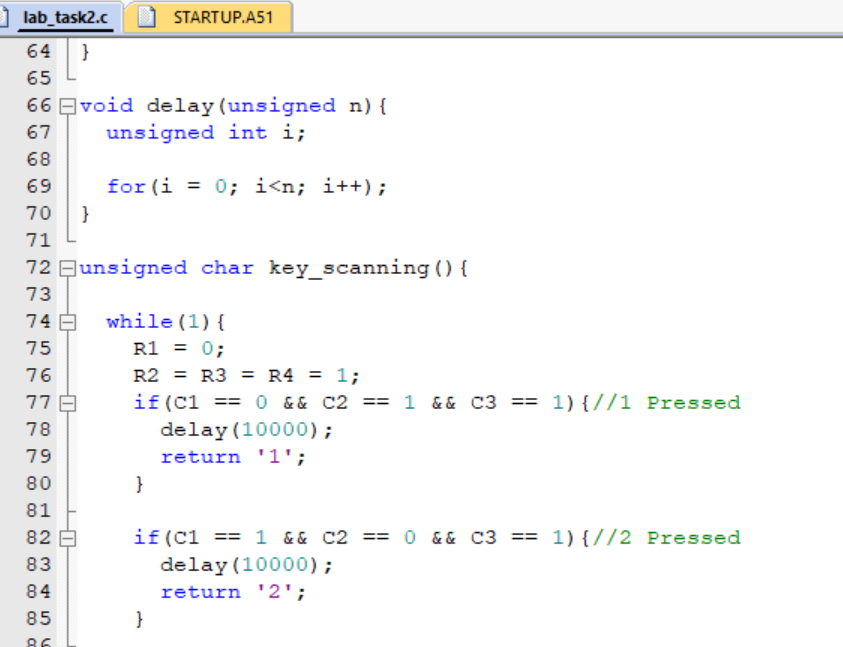 lab_task2.c STARTUP.A51
64 }
65
66 void delay(unsigned n){
67 unsigned int i;
68
69 for(i = 0; i<n; i++);
70 }
71
72 unsigned char key_scanning(){
73
74 while(1){
75 R1 = 0;
76 R2 = R3 = R4 = 1;
77 if(C1 == 0 && C2 == 1 && C3 == 1){//1 Pressed
78 delay(10000);
79 return '1';
80 }
81
82 if(C1 == 1 && C2 == 0 && C3 == 1){//2 Pressed
83 delay(10000);
84 return '2';
85 }
86